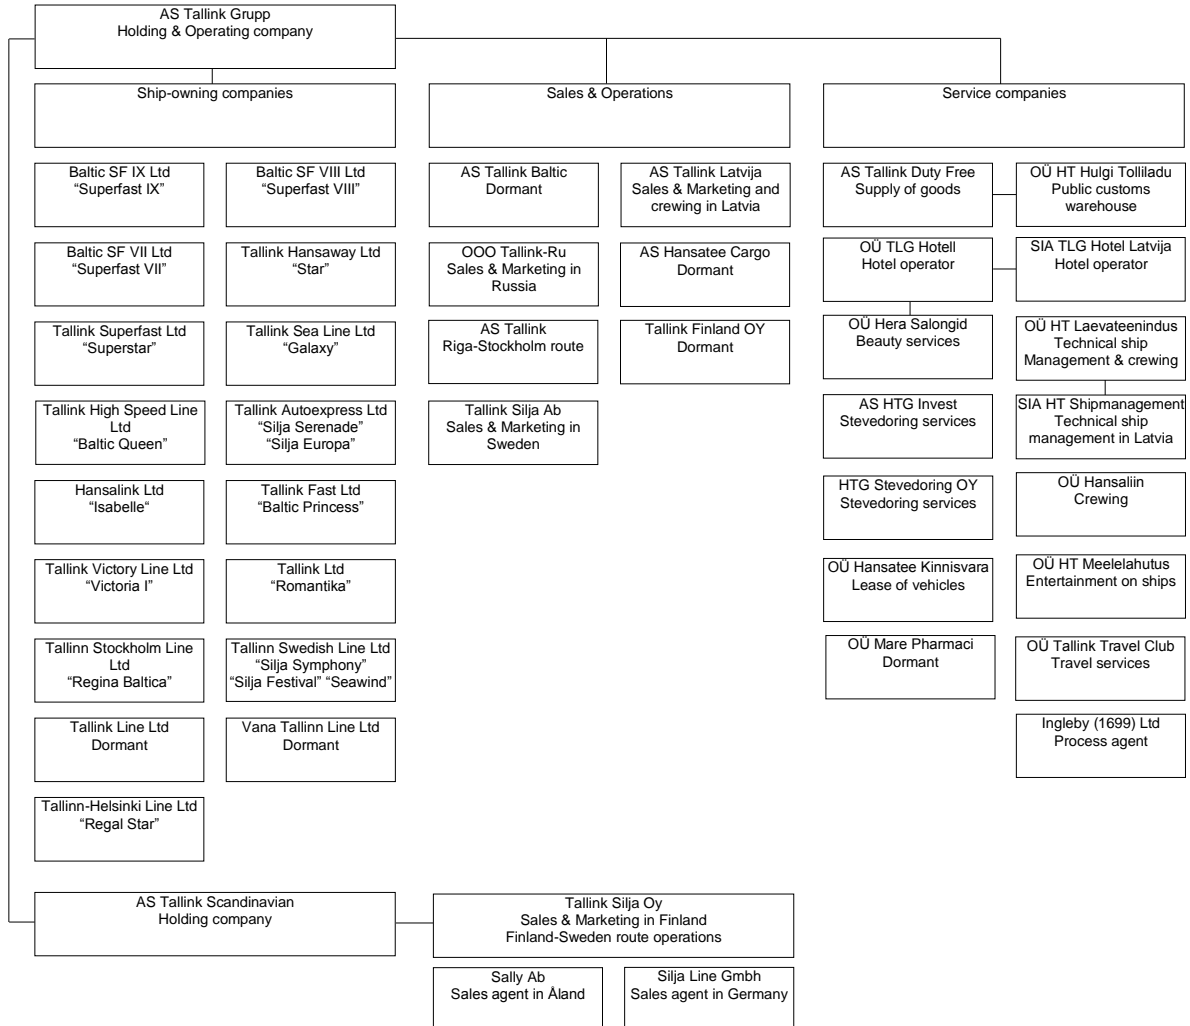 AS Tallink Grupp
Holding & Operating company
Ship-owning companies
Sales & Operations
Service companies
Baltic SF IX Ltd
“Superfast IX”
Baltic SF VIII Ltd
“Superfast VIII”
AS Tallink Baltic
Dormant
AS Tallink Latvija
Sales & Marketing and
crewing in Latvia
AS Tallink Duty Free
Supply of goods
OÜ HT Hulgi Tolliladu
Public customs
warehouse
Baltic SF VII Ltd
“Superfast VII”
Tallink Hansaway Ltd
“Star”
OOO Tallink-Ru
Sales & Marketing in
Russia
AS Hansatee Cargo
Dormant
OÜ TLG Hotell
Hotel operator
SIA TLG Hotel Latvija
Hotel operator
Tallink Superfast Ltd
“Superstar”
Tallink Sea Line Ltd
“Galaxy”
AS Tallink
Riga-Stockholm route
Tallink Finland OY
Dormant
OÜ Hera Salongid
Beauty services
OÜ HT Laevateenindus
Technical ship
Management & crewing
Tallink High Speed Line
Ltd
“Baltic Queen”
Tallink Autoexpress Ltd
“Silja Serenade”
“Silja Europa”
Tallink Silja Ab
Sales & Marketing in
Sweden
AS HTG Invest
Stevedoring services
SIA HT Shipmanagement
Technical ship
management in Latvia
Hansalink Ltd
“Isabelle“
Tallink Fast Ltd
“Baltic Princess”
HTG Stevedoring OY
Stevedoring services
OÜ Hansaliin
Crewing
Tallink Victory Line Ltd
“Victoria I”
Tallink Ltd
“Romantika”
OÜ Hansatee Kinnisvara
Lease of vehicles
OÜ HT Meelelahutus
Entertainment on ships
Tallinn Stockholm Line
Ltd
“Regina Baltica”
Tallinn Swedish Line Ltd
“Silja Symphony”
“Silja Festival” “Seawind”
OÜ Mare Pharmaci
Dormant
OÜ Tallink Travel Club
Travel services
Tallink Line Ltd
Dormant
Vana Tallinn Line Ltd
Dormant
Ingleby (1699) Ltd
Process agent
Tallinn-Helsinki Line Ltd
“Regal Star”
AS Tallink Scandinavian
Holding company
Tallink Silja Oy
Sales & Marketing in Finland
Finland-Sweden route operations
Sally Ab
Sales agent in Åland
Silja Line Gmbh
Sales agent in Germany